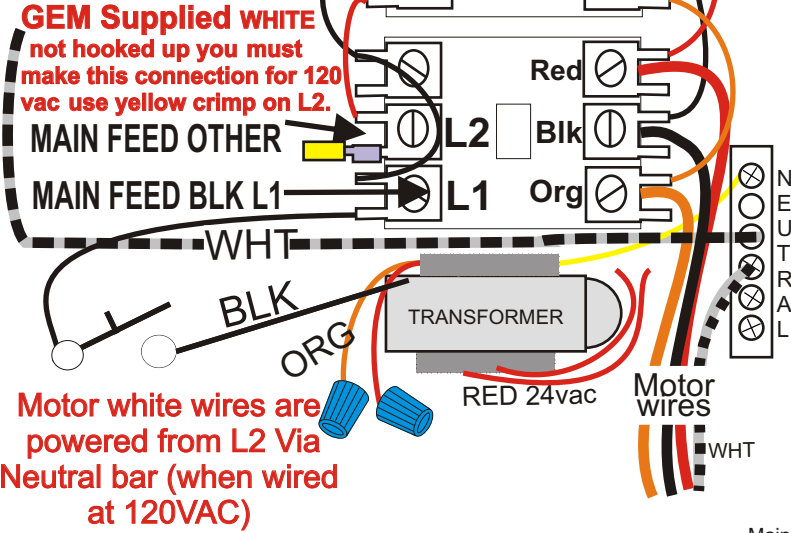 GEM Supplied WHITE
not hooked up you must
make this connection for 120
vac use yellow crimp on L2.
MAIN FEED OTHER
L2
MAIN FEED BLK L1
L1
Red
Blk
Org
WHT
BLK
ORG
TRANSFORMER
RED 24vac
NEUTRAL
Motor white wires are
powered from L2 Via
Neutral bar (when wired
at 120VAC)
Motor
wires
WHT